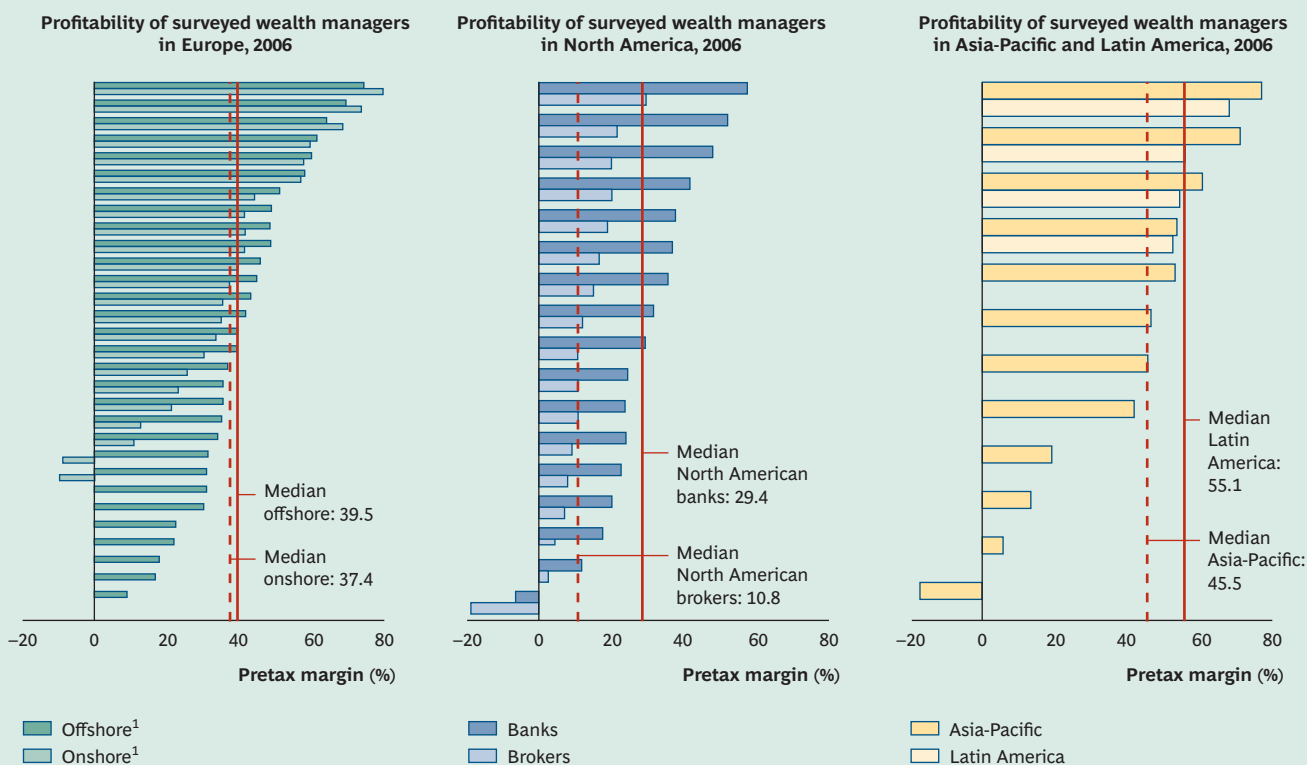 Profitability of surveyed wealth managers
in Europe, 2006
Median
offshore: 39.5
Median
onshore: 37.4
−20 0 20 40 60 80
Pretax margin (%)
Offshore1
Onshore1
Profitability of surveyed wealth managers
in North America, 2006
Median
North American
banks: 29.4
Median
North American
brokers: 10.8
−20 0 20 40 60 80
Pretax margin (%)
Banks
Brokers
Profitability of surveyed wealth managers
in Asia-Pacific and Latin America, 2006
Median
Latin
America:
55.1
Median
Asia-Pacific:
45.5
−20 0 20 40 60 80
Pretax margin (%)
Asia-Pacific
Latin America